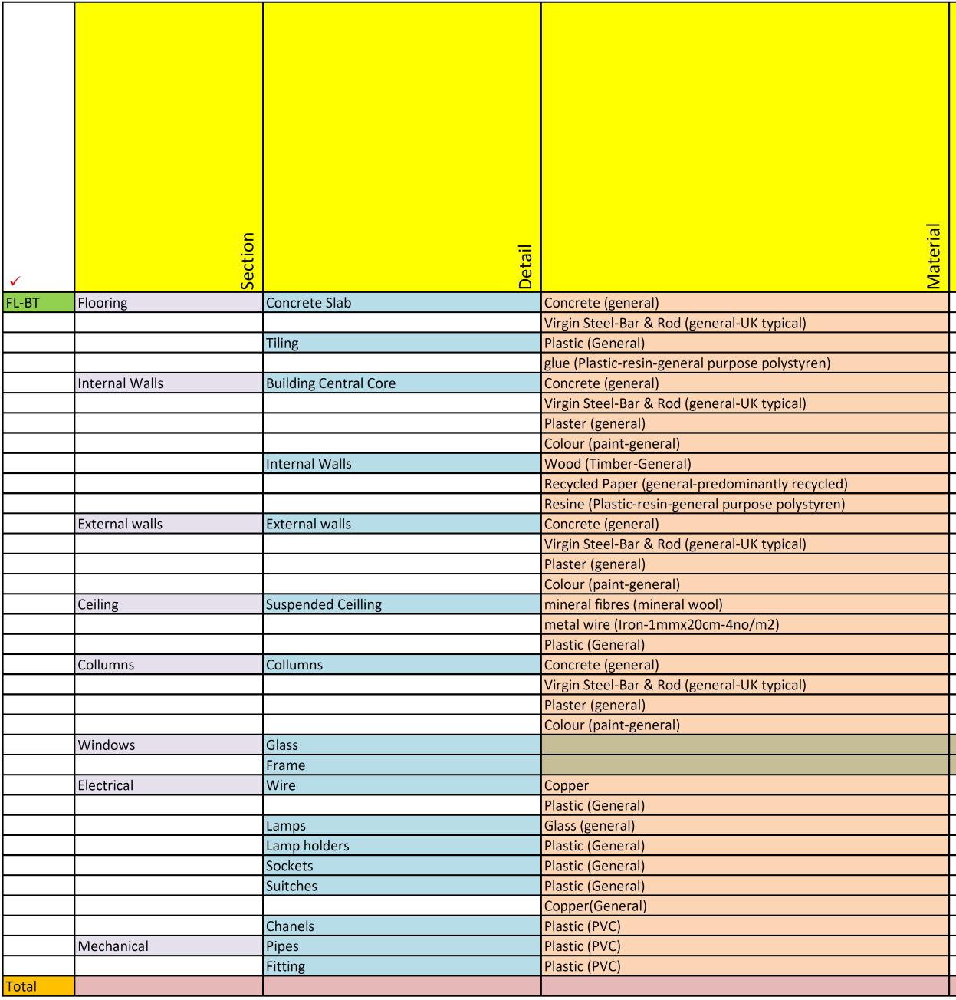 ✓ Section Detail Material
FL-BT Flooring Concrete Slab Concrete (general)
Virgin Steel-Bar & Rod (general-UK typical)
Tiling Plastic (General)
glue (Plastic-resin-general purpose polystyren)
Internal Walls Building Central Core Concrete (general)
Virgin Steel-Bar & Rod (general-UK typical)
Plaster (general)
Colour (paint-general)
Internal Walls Wood (Timber-General)
Recycled Paper (general-predominantly recycled)
Resine (Plastic-resin-general purpose polystyren)
External walls External walls Concrete (general)
Virgin Steel-Bar & Rod (general-UK typical)
Plaster (general)
Colour (paint-general)
Ceiling Suspended Ceilling mineral fibres (mineral wool)
metal wire (Iron-1mmx20cm-4no/m2)
Plastic (General)
Collumns Collumns Concrete (general)
Virgin Steel-Bar & Rod (general-UK typical)
Plaster (general)
Colour (paint-general)
Windows Glass
Frame
Electrical Wire Copper
Plastic (General)
Lamps Glass (general)
Lamp holders Plastic (General)
Sockets Plastic (General)
Suitches Plastic (General)
Copper(General)
Chanels Plastic (PVC)
Mechanical Pipes Plastic (PVC)
Fitting Plastic (PVC)
Total